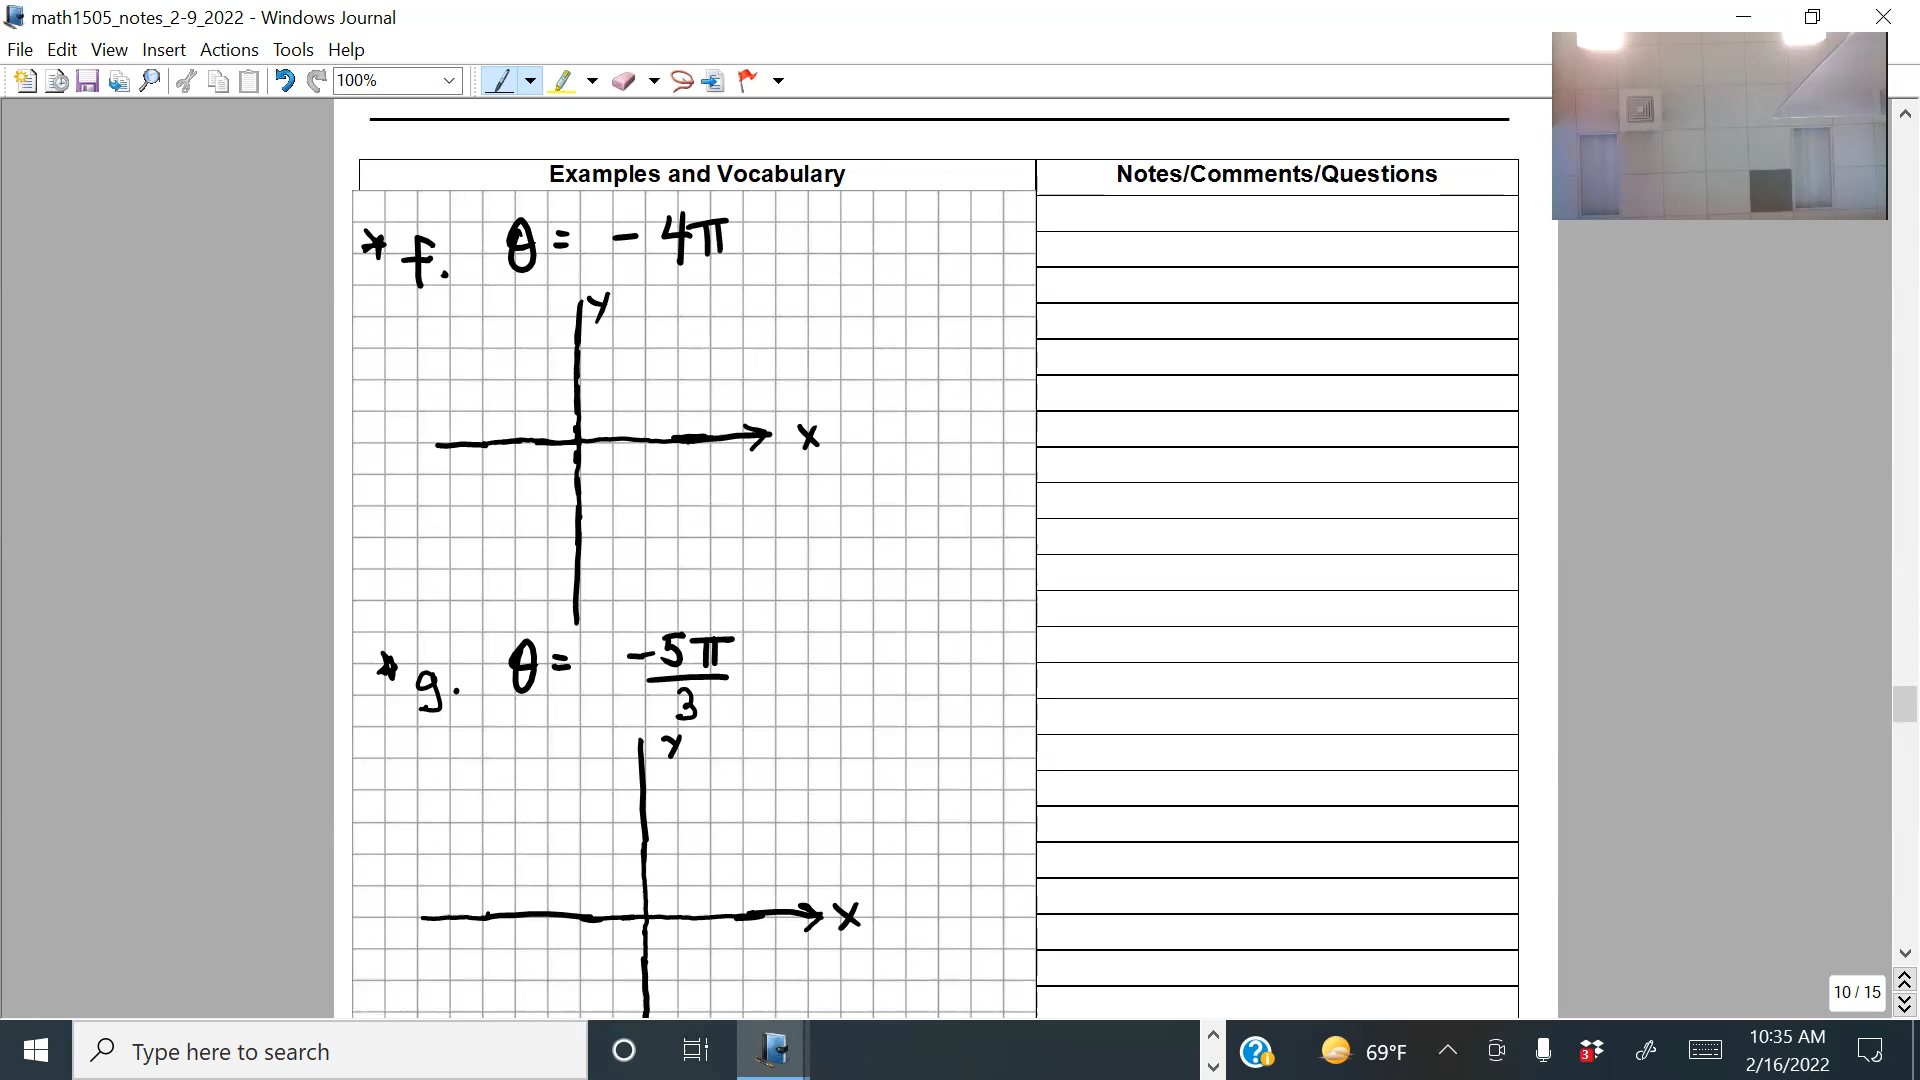 math1505_notes_2-9_2022 - Windows Journal
File Edit View Insert Actions Tools Help
100%
Examples and Vocabulary
Notes/Comments/Questions
* f. θ = - 4π
y
x
* g. θ = -5π
3
y
x
10 / 15
Type here to search
3
69°F
10:35 AM
2/16/2022